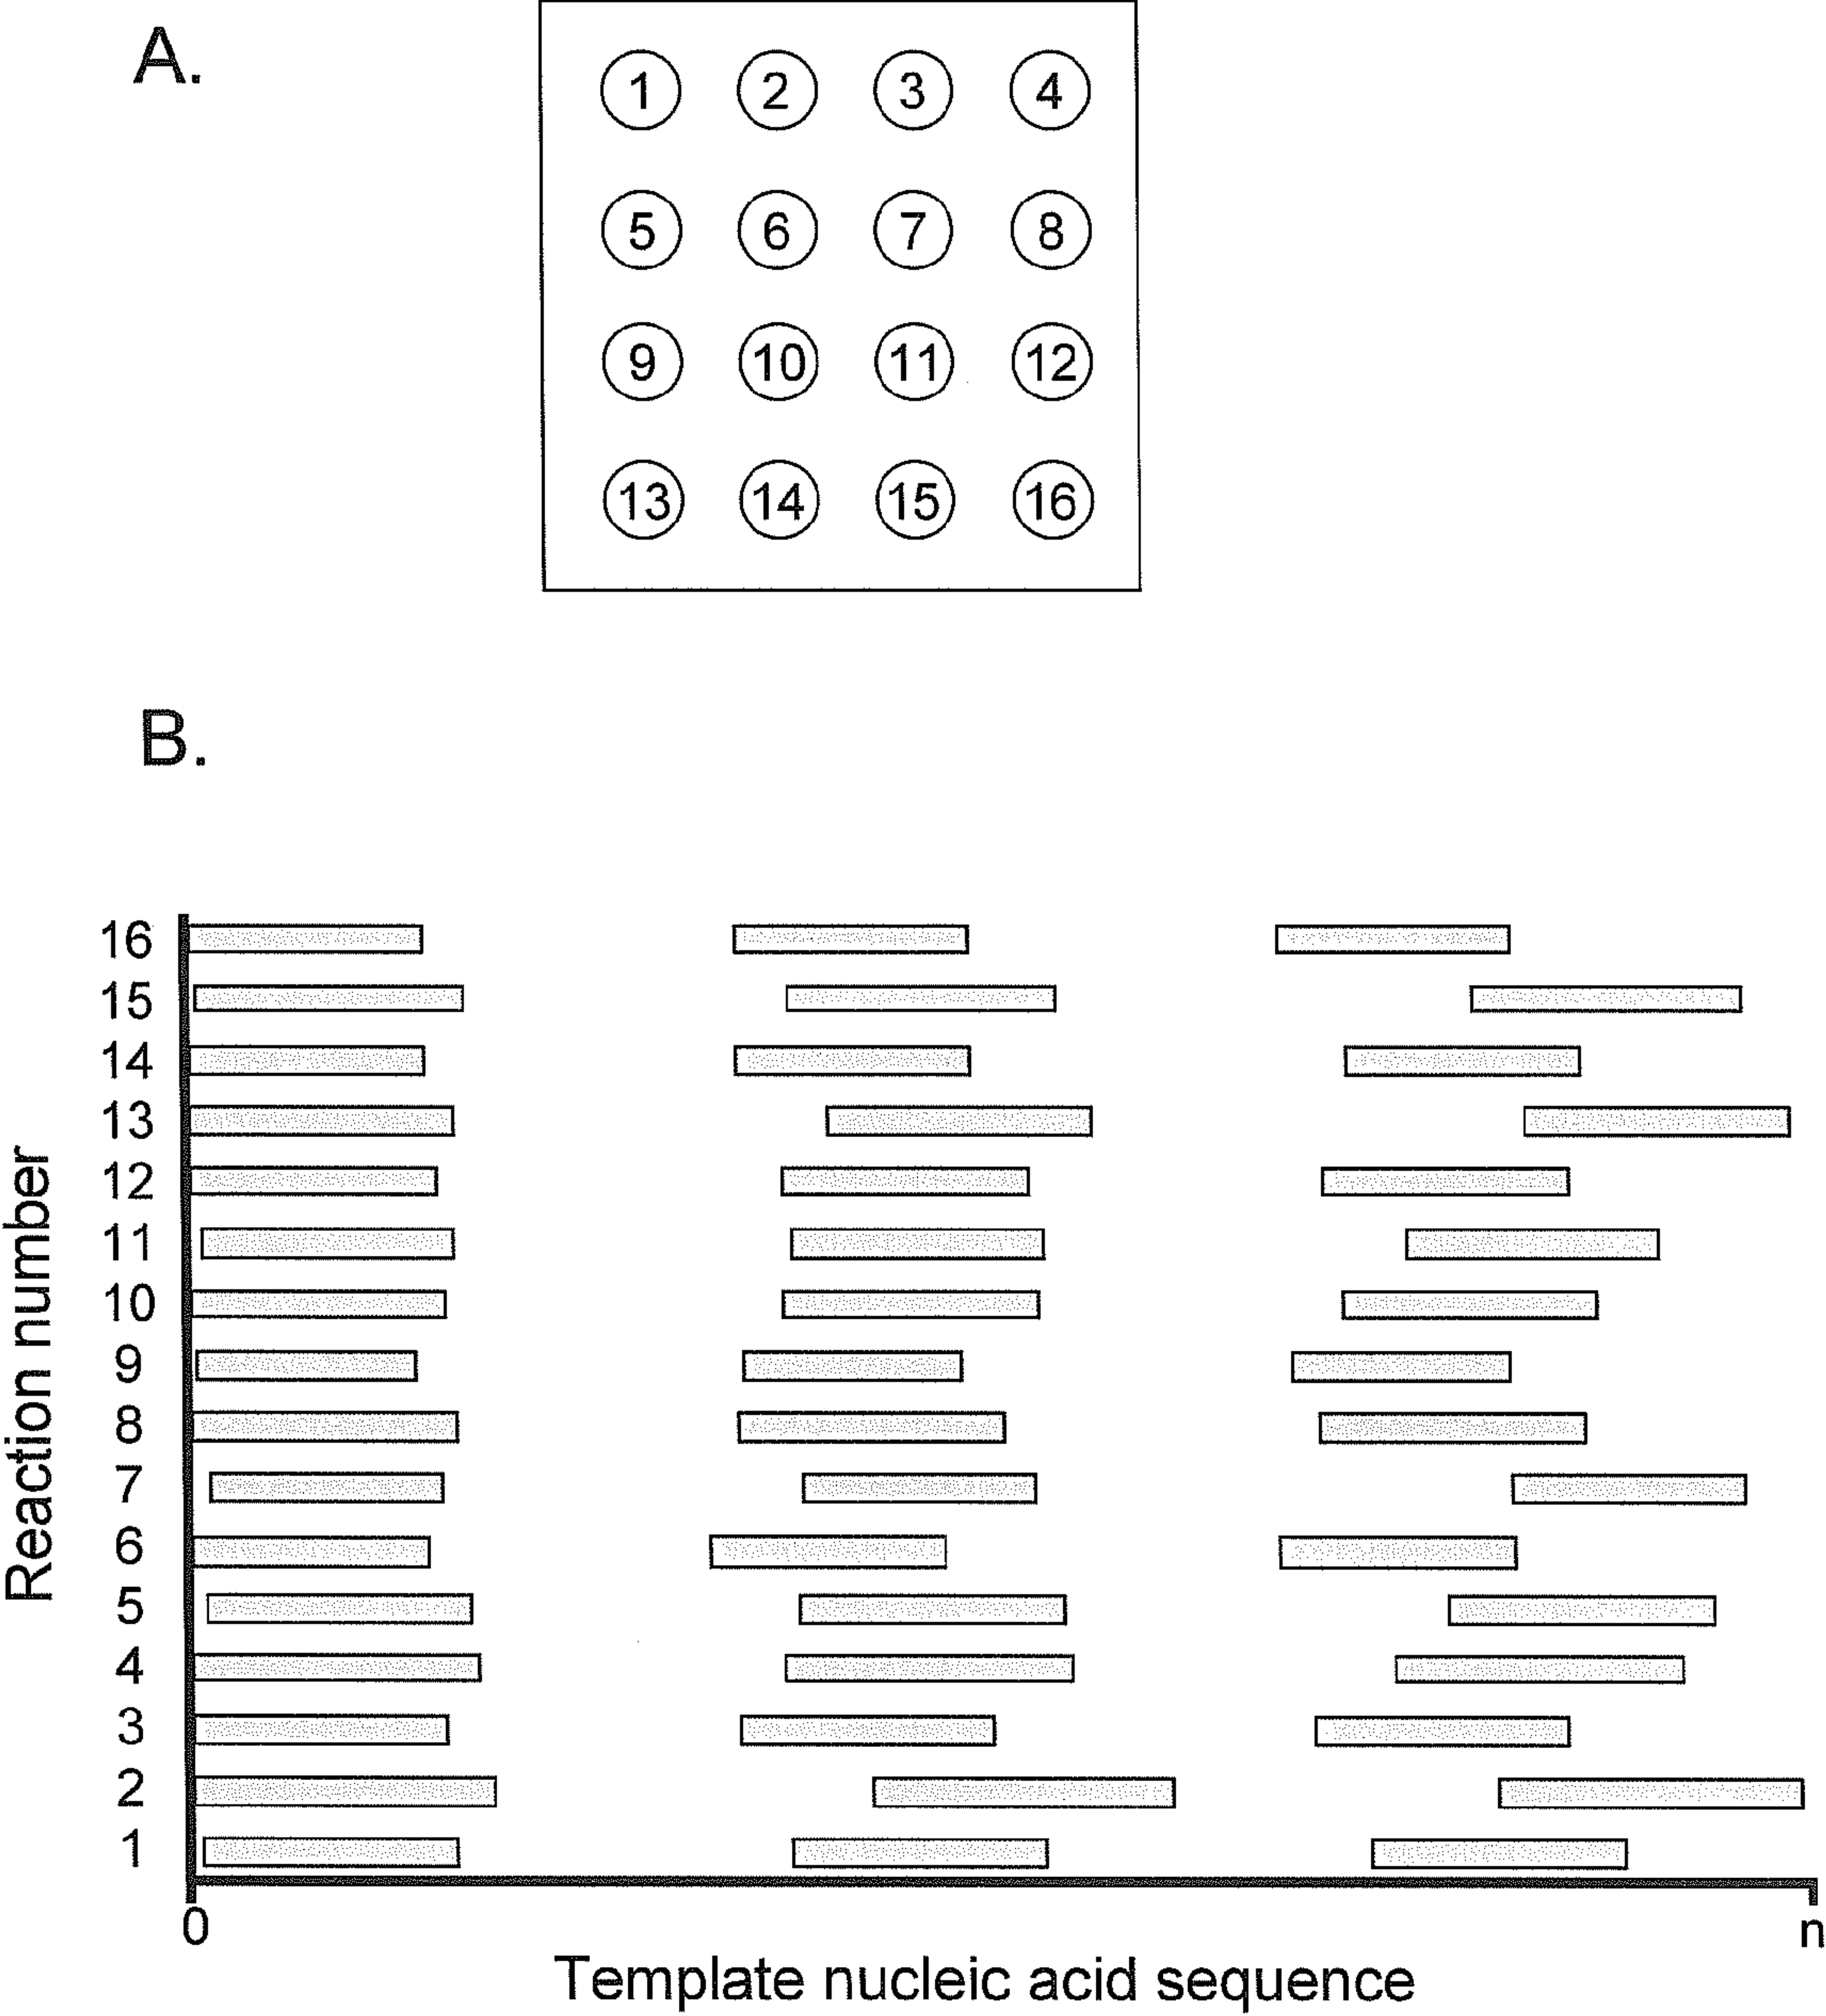 A.
1 2 3 4
5 6 7 8
9 10 11 12
13 14 15 16
B.
Reaction number
16
15
14
13
12
11
10
9
8
7
6
5
4
3
2
1
0 n
Template nucleic acid sequence